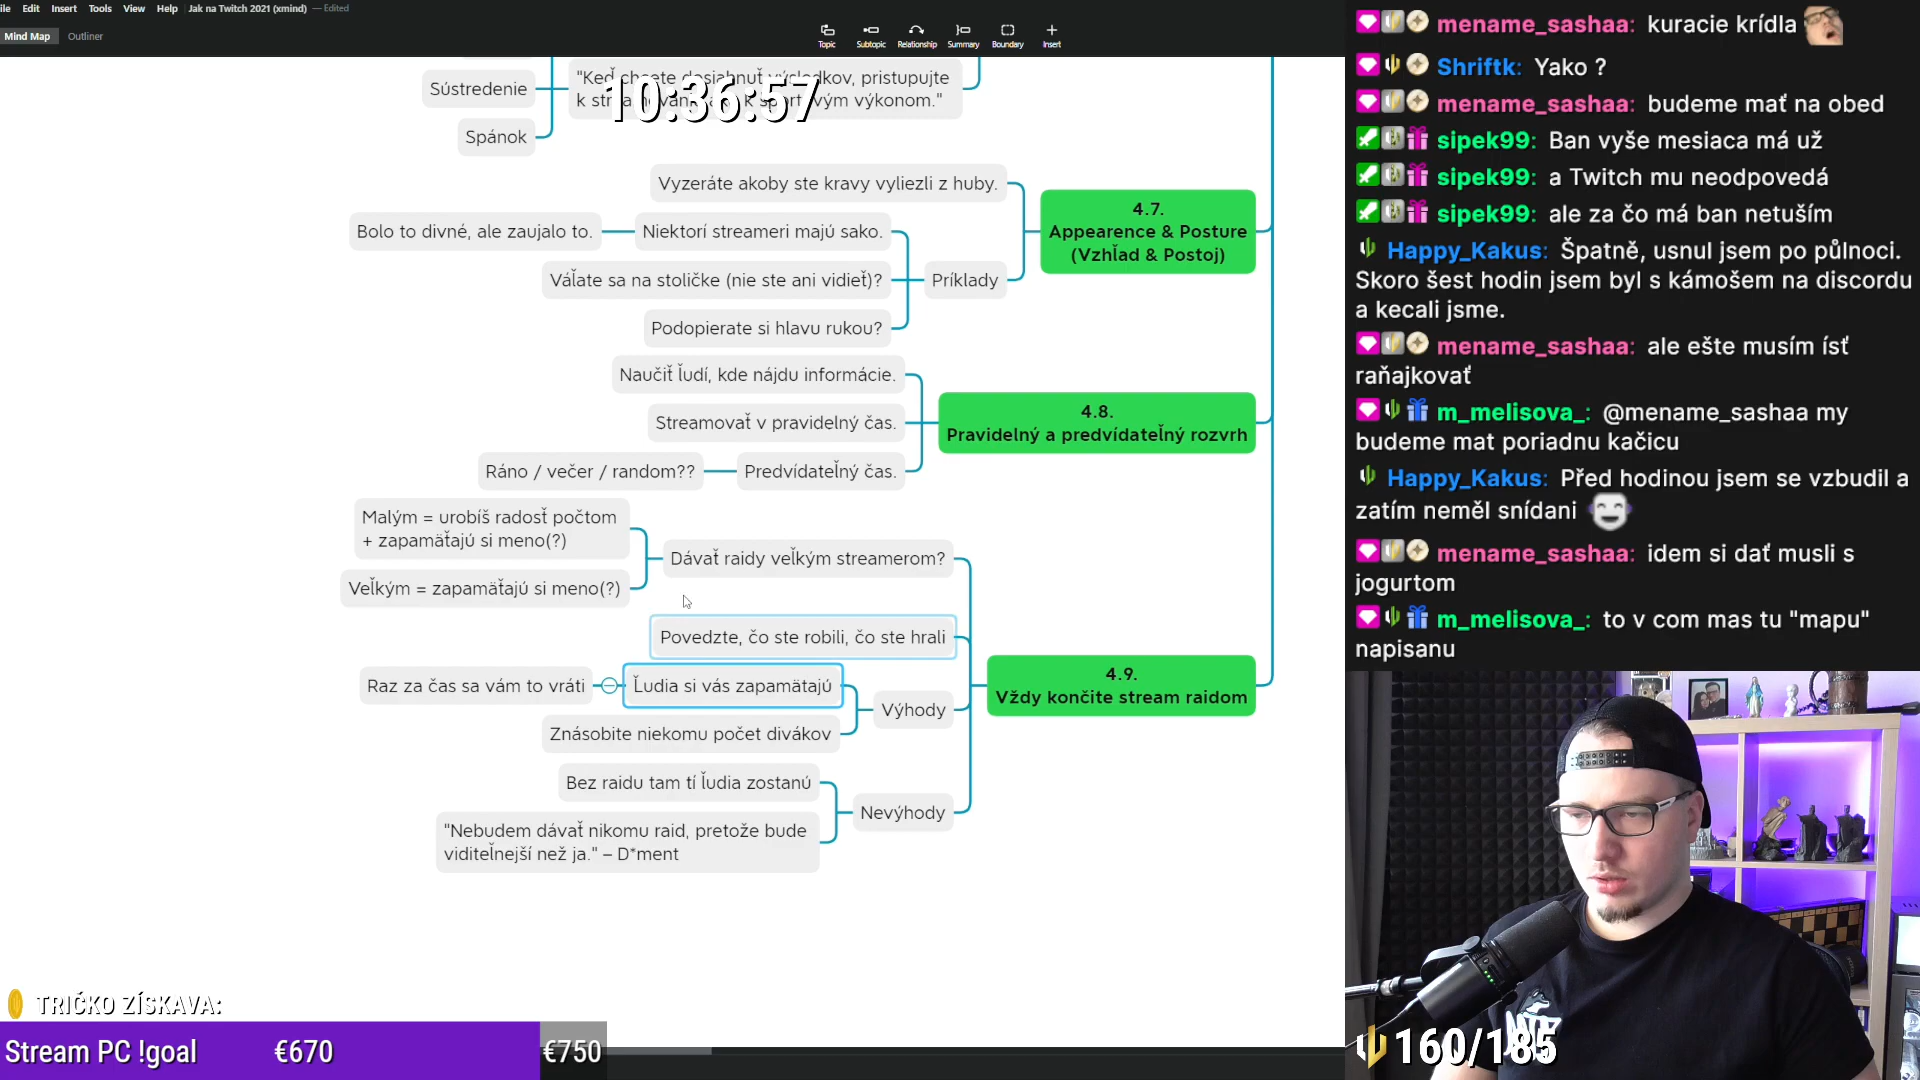 ile Edit Insert Tools View Help Jak na Twitch 2021 (xmind) — Edited
Mind Map Outliner
Topic Subtopic Relationship Summary Boundary Insert
"Keď chcete dosiahnuť výsledkov, pristupujte
10:36:57
Sústredenie
Spánok
Vyzeráte akoby ste kravy vyliezli z huby.
Bolo to divné, ale zaujalo to.
Niektorí streameri majú sako.
Váľate sa na stoličke (nie ste ani vidieť)?
Podopierate si hlavu rukou?
Príklady
4.7.
Appearence & Posture
(Vzhľad & Postoj)
Naučiť ľudí, kde nájdu informácie.
Streamovať v pravidelný čas.
Ráno / večer / random??
Predvídateľný čas.
4.8.
Pravidelný a predvídateľný rozvrh
Malým = urobíš radosť počtom
+ zapamäťajú si meno(?)
Veľkým = zapamäťajú si meno(?)
Dávať raidy veľkým streamerom?
Povedzte, čo ste robili, čo ste hrali
Raz za čas sa vám to vráti
Ľudia si vás zapamätajú
Znásobite niekomu počet divákov
Výhody
Bez raidu tam tí ľudia zostanú
"Nebudem dávať nikomu raid, pretože bude
viditeľnejší než ja." – D*ment
Nevýhody
4.9.
Vždy končite stream raidom
TRIČKO ZÍSKAVA:
Stream PC !goal €670 €750
mename_sashaa: kuracie krídla
Shriftk: Yako ?
mename_sashaa: budeme mať na obed
sipek99: Ban vyše mesiaca má už
sipek99: a Twitch mu neodpovedá
sipek99: ale za čo má ban netuším
Happy_Kakus: Špatně, usnul jsem po půlnoci.
Skoro šest hodin jsem byl s kámošem na discordu
a kecali jsme.
mename_sashaa: ale ešte musím ísť
raňajkovať
m_melisova_: @mename_sashaa my
budeme mat poriadnu kačicu
Happy_Kakus: Před hodinou jsem se vzbudil a
zatím neměl snídani
mename_sashaa: idem si dať musli s
jogurtom
m_melisova_: to v com mas tu "mapu"
napisanu
160/185